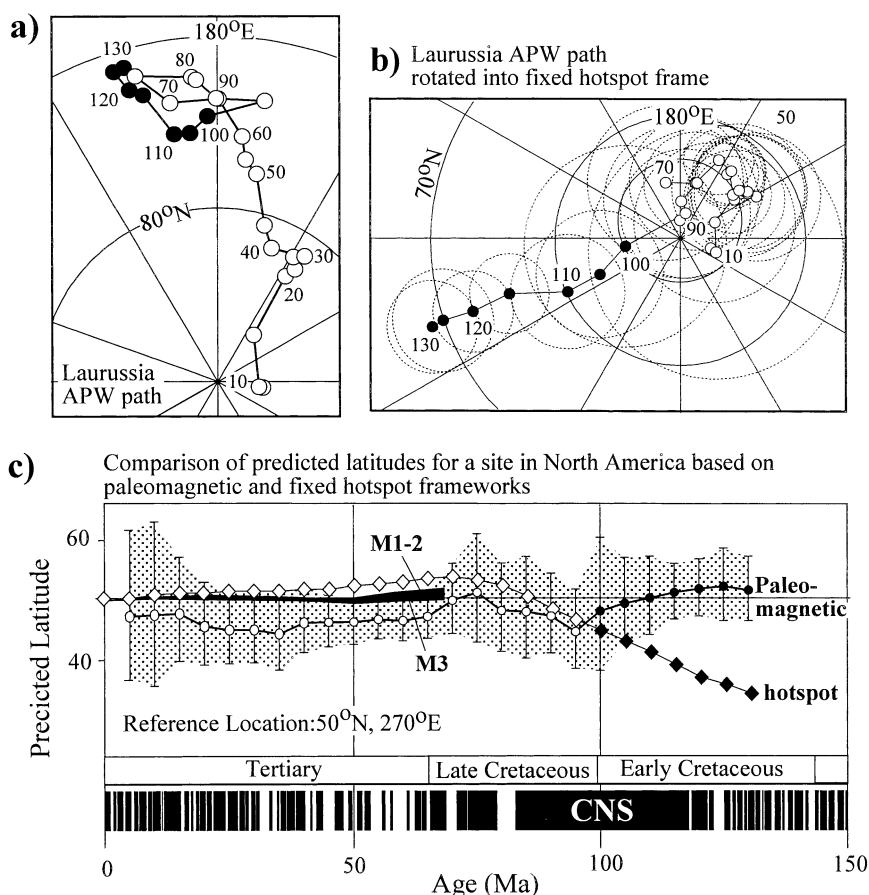 a)
180°E
130
80
70
90
120
100
110
60
50
80°N
40
30
20
10
Laurussia
APW path
b) Laurussia APW path
rotated into fixed hotspot frame
180°E
50
70°N
70
90
10
100
110
120
130
c) Comparison of predicted latitudes for a site in North America based on
paleomagnetic and fixed hotspot frameworks
Precicted Latitude
60
40
M1-2
M3
Paleo-
magnetic
hotspot
Reference Location:50°N, 270°E
Tertiary
Late Cretaceous
Early Cretaceous
CNS
0
50
100
150
Age (Ma)